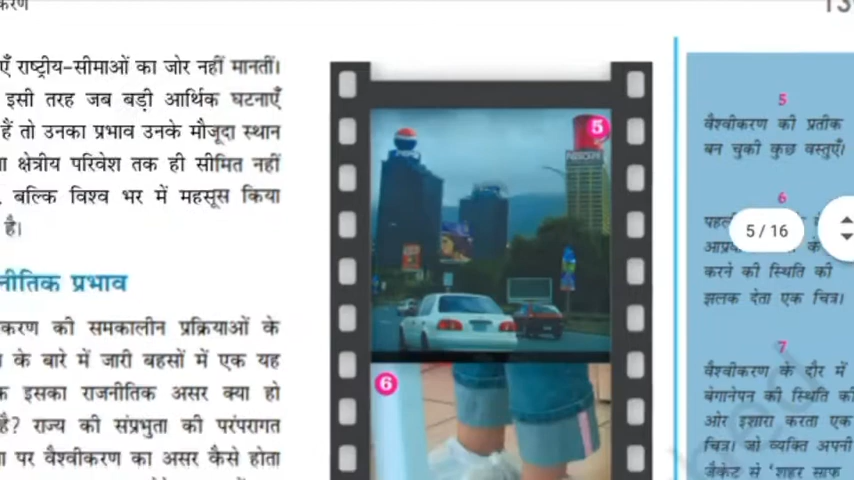 करण
ाएँ राष्ट्रीय-सीमाओं का जोर नहीं मानतीं।
इसी तरह जब बड़ी आर्थिक घटनाएँ
हैं तो उनका प्रभाव उनके मौजूदा स्थान
ा क्षेत्रीय परिवेश तक ही सीमित नहीं
, बल्कि विश्व भर में महसूस किया
है।
नीतिक प्रभाव
करण की समकालीन प्रक्रियाओं के
के बारे में जारी बहसों में एक यह
इसका राजनीतिक असर क्या हो
है? राज्य की संप्रभुता की परंपरागत
ा पर वैश्वीकरण का असर कैसे होता
5
6
5
वैश्वीकरण की प्रतीक
बन चुकी कुछ वस्तुएँ।
6
5 / 16
करने की स्थिति की
झलक देता एक चित्र।
7
वैश्वीकरण के दौर में
बेगानेपन की स्थिति की
ओर इशारा करता एक
चित्र। जो व्यक्ति अपनी
जैकेट से 'शहर साफ